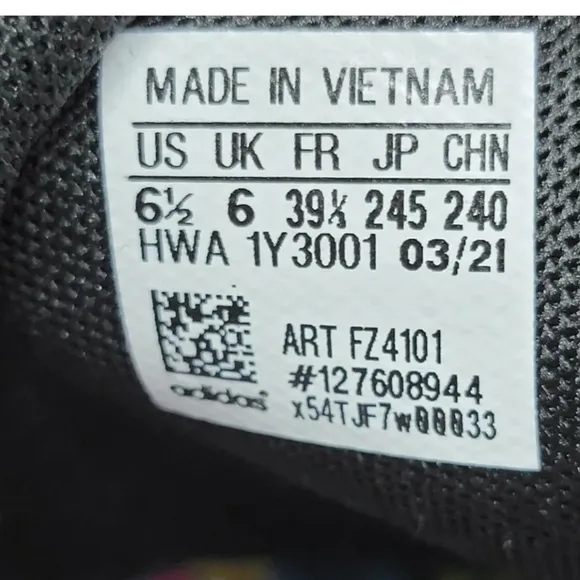 MADE IN VIETNAM
US UK FR JP CHN
6½ 6 39⅓ 245 240
HWA 1Y3001 03/21
ART FZ4101
#127608944
adidas x54TJF7w00033